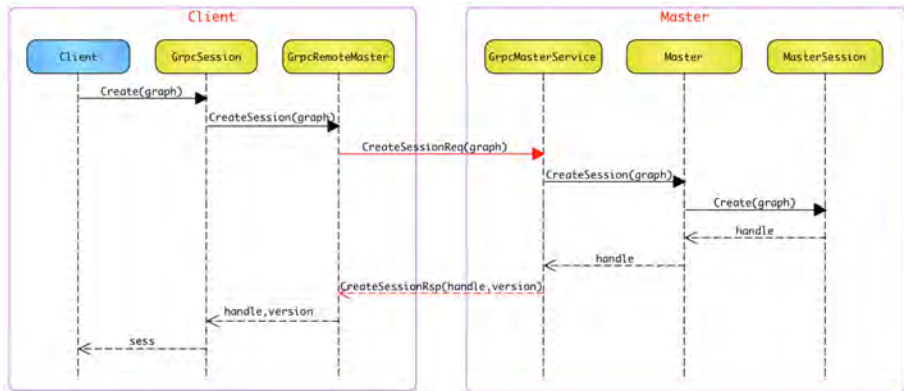 Client
Master
Client
GrpcSession
GrpcRemoteMaster
GrpcMasterService
Master
MasterSession
Create(graph)
CreateSession(graph)
CreateSessionReq(graph)
CreateSession(graph)
Create(graph)
handle
handle
CreateSessionRsp(handle,version)
handle,version
sess